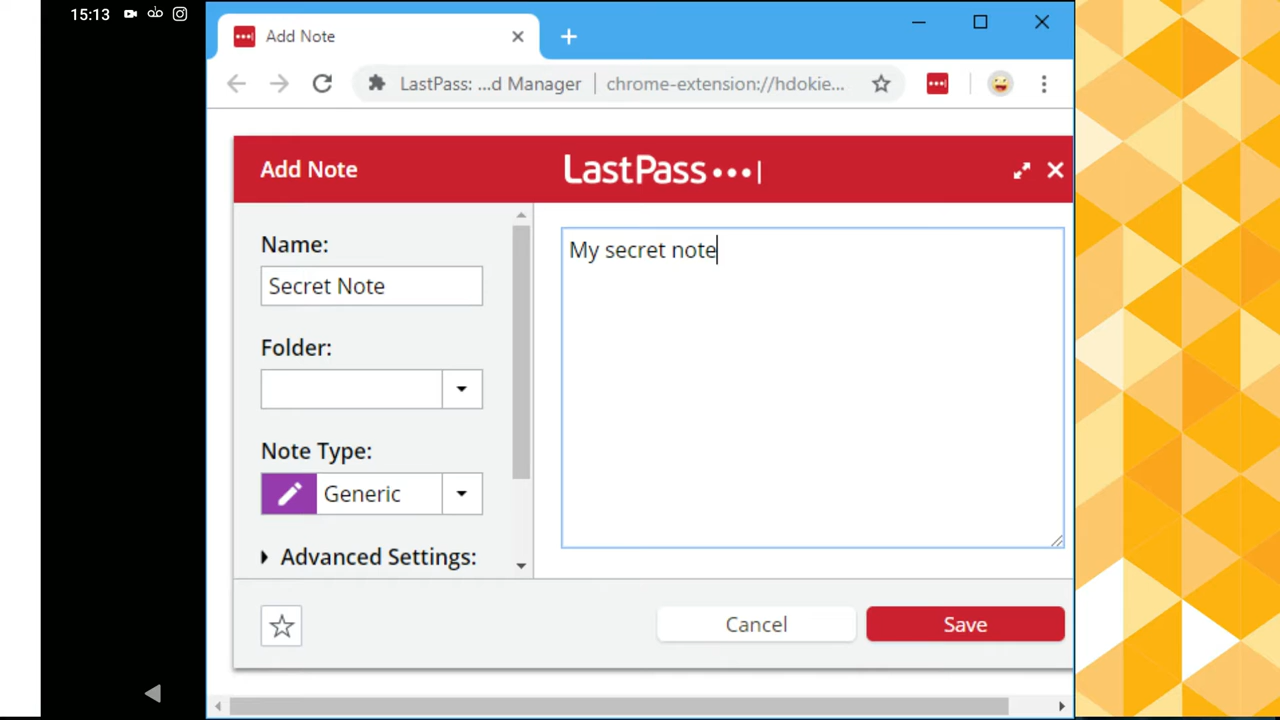 15:13
Add Note
LastPass: ...d Manager
chrome-extension://hdokie...
Add Note
LastPass
Name:
Secret Note
Folder:
Note Type:
Generic
Advanced Settings:
My secret note
Cancel
Save